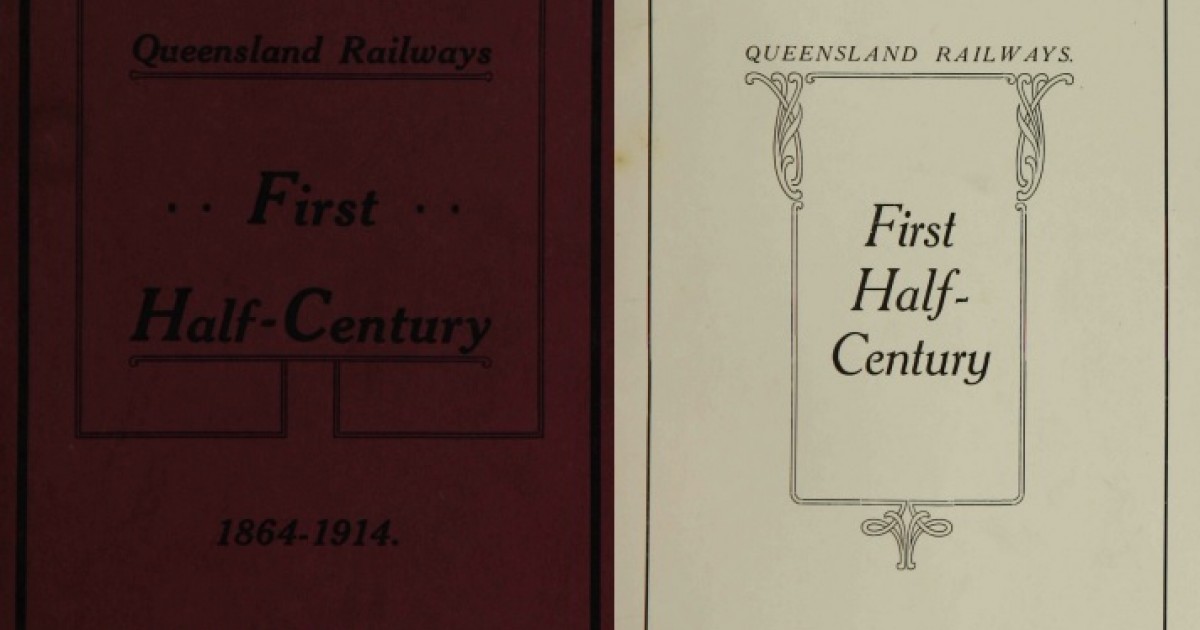 Queensland Railways
·· First ··
Half-Century
1864-1914.
QUEENSLAND RAILWAYS.
First
Half-
Century